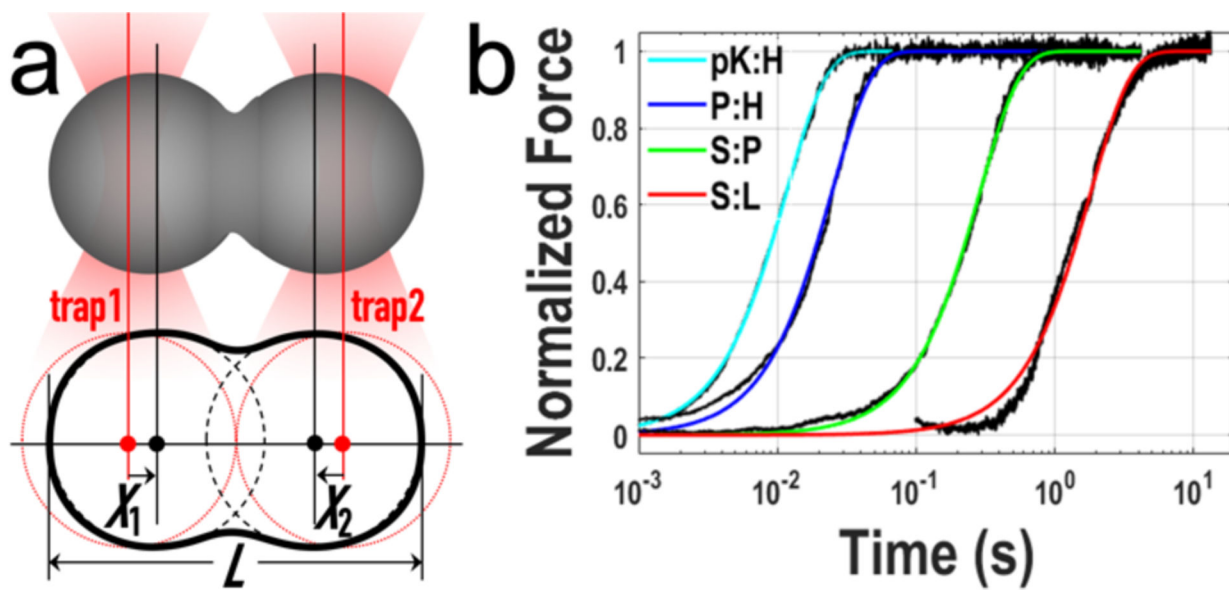 a
trap1
trap2
X₁
X₂
L
b
Normalized Force
1
0.8
0.6
0.4
0.2
0
pK:H
P:H
S:P
S:L
10⁻³
10⁻²
10⁻¹
10⁰
10¹
Time (s)